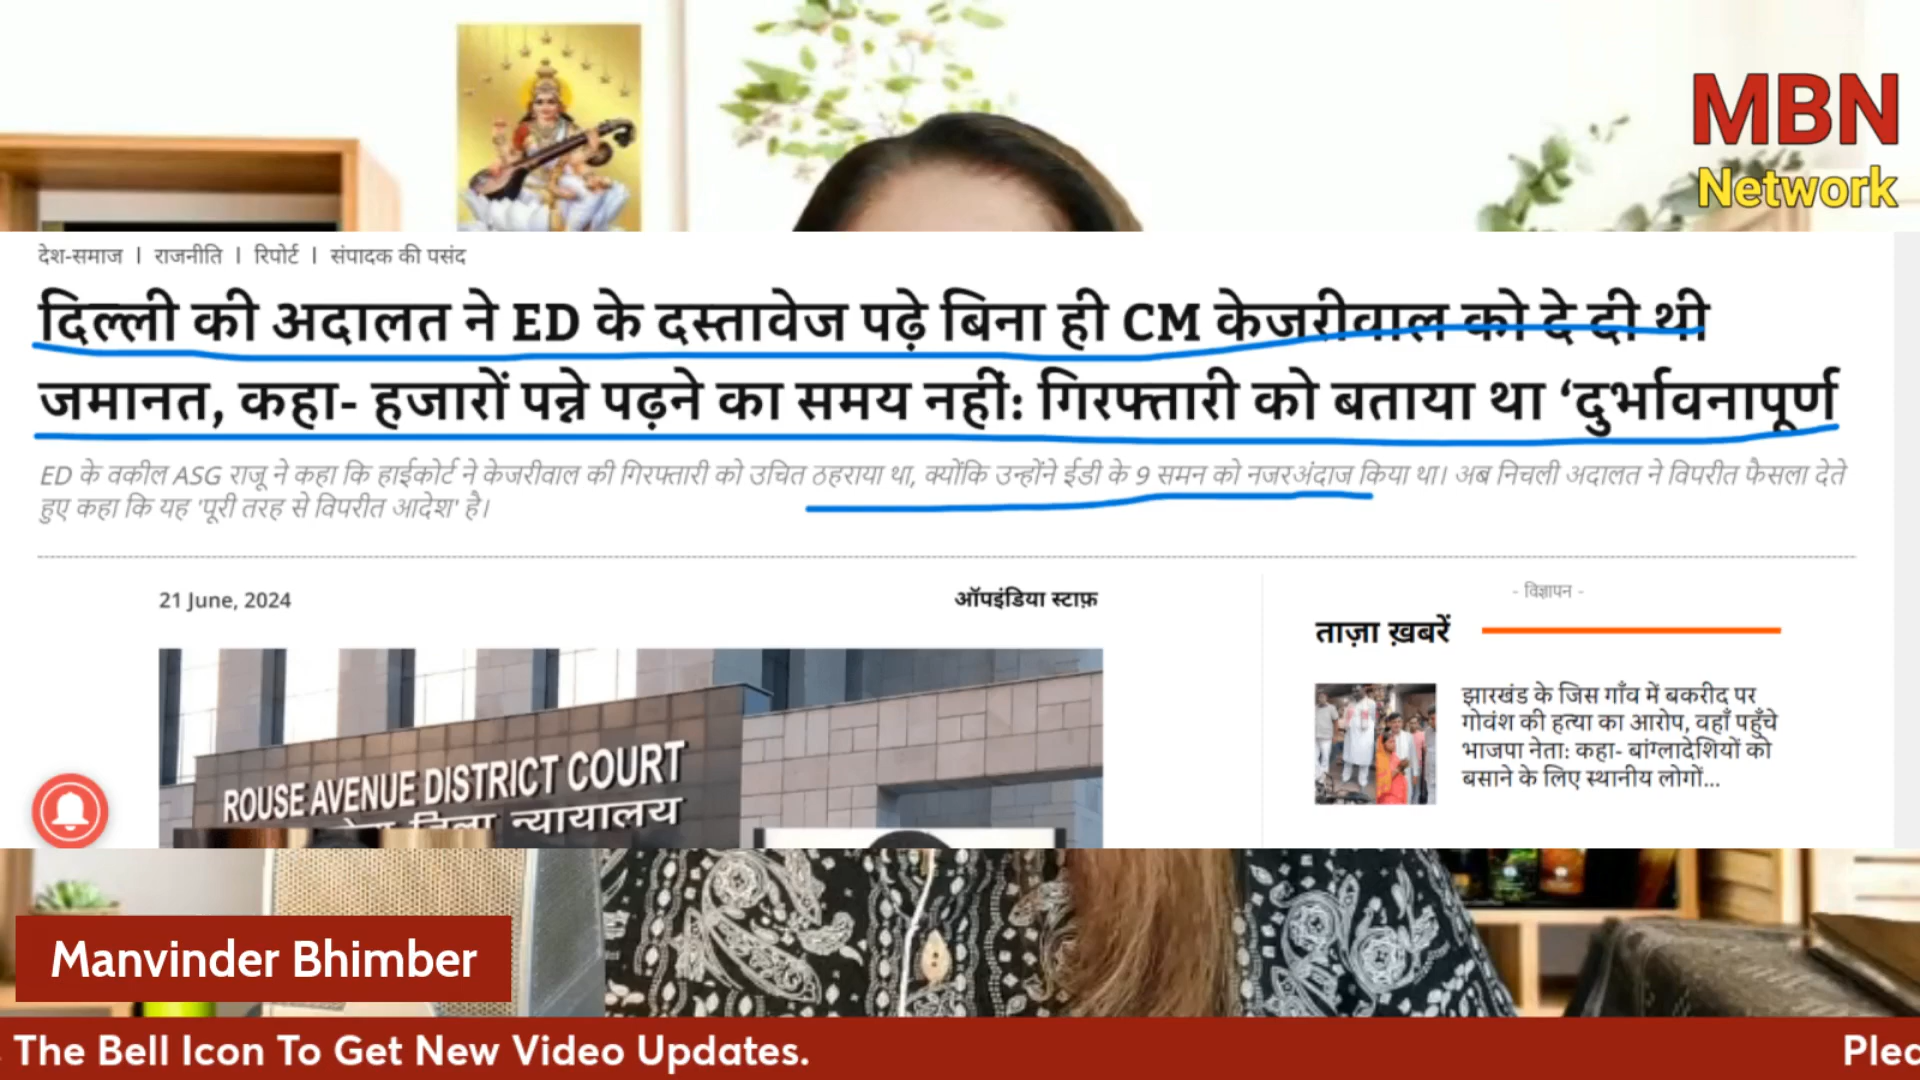 MBN
Network
देश-समाज | राजनीति | रिपोर्ट | संपादक की पसंद
दिल्ली की अदालत ने ED के दस्तावेज पढ़े बिना ही CM केजरीवाल को दे दी थी
जमानत, कहा- हजारों पन्ने पढ़ने का समय नहीं: गिरफ्तारी को बताया था ‘दुर्भावनापूर्ण
ED के वकील ASG राजू ने कहा कि हाईकोर्ट ने केजरीवाल की गिरफ्तारी को उचित ठहराया था, क्योंकि उन्होंने ईडी के 9 समन को नजरअंदाज किया था। अब निचली अदालत ने विपरीत फैसला देते
हुए कहा कि यह 'पूरी तरह से विपरीत आदेश' है।
21 June, 2024
ऑपइंडिया स्टाफ़
- विज्ञापन -
ताज़ा ख़बरें
झारखंड के जिस गाँव में बकरीद पर
गोवंश की हत्या का आरोप, वहाँ पहुँचे
भाजपा नेता: कहा- बांग्लादेशियों को
बसाने के लिए स्थानीय लोगों...
ROUSE AVENUE DISTRICT COURT
जिला न्यायालय
Manvinder Bhimber
The Bell Icon To Get New Video Updates.